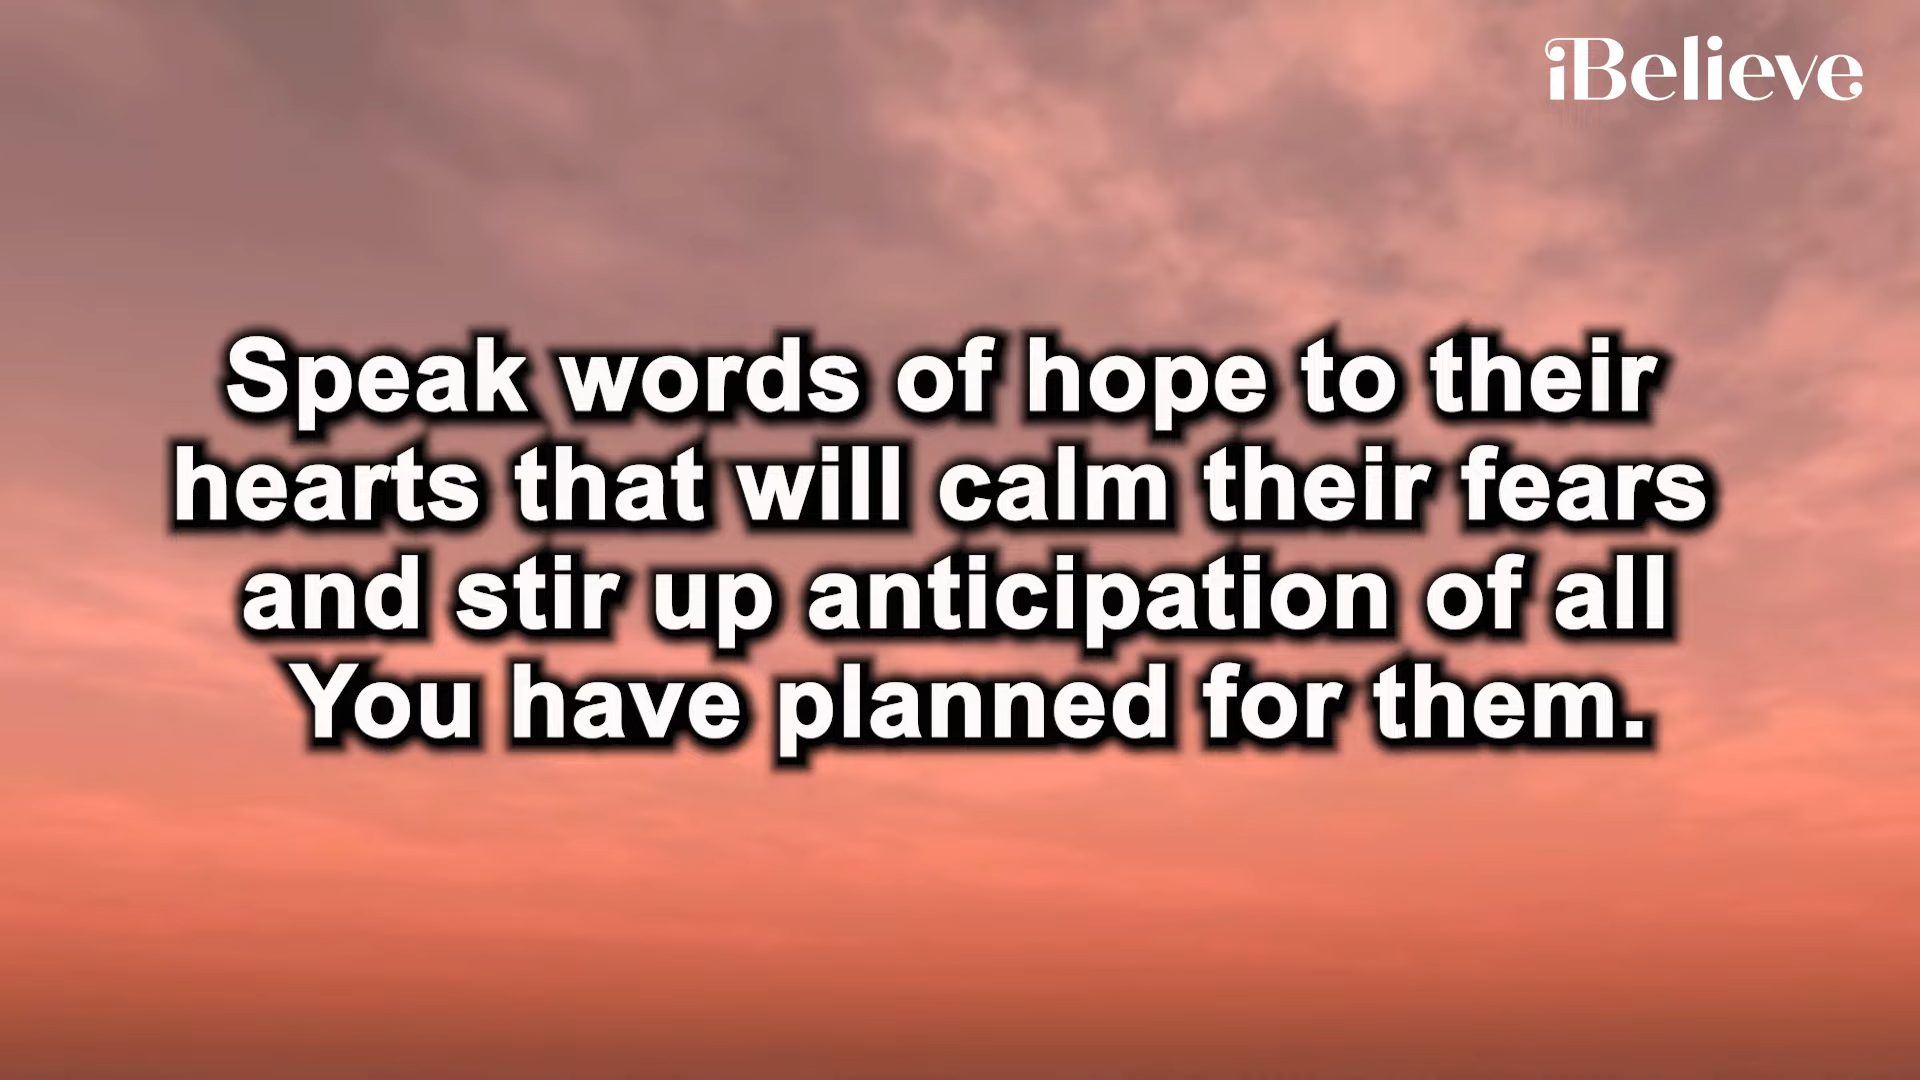 iBelieve
Speak words of hope to their
hearts that will calm their fears
and stir up anticipation of all
You have planned for them.